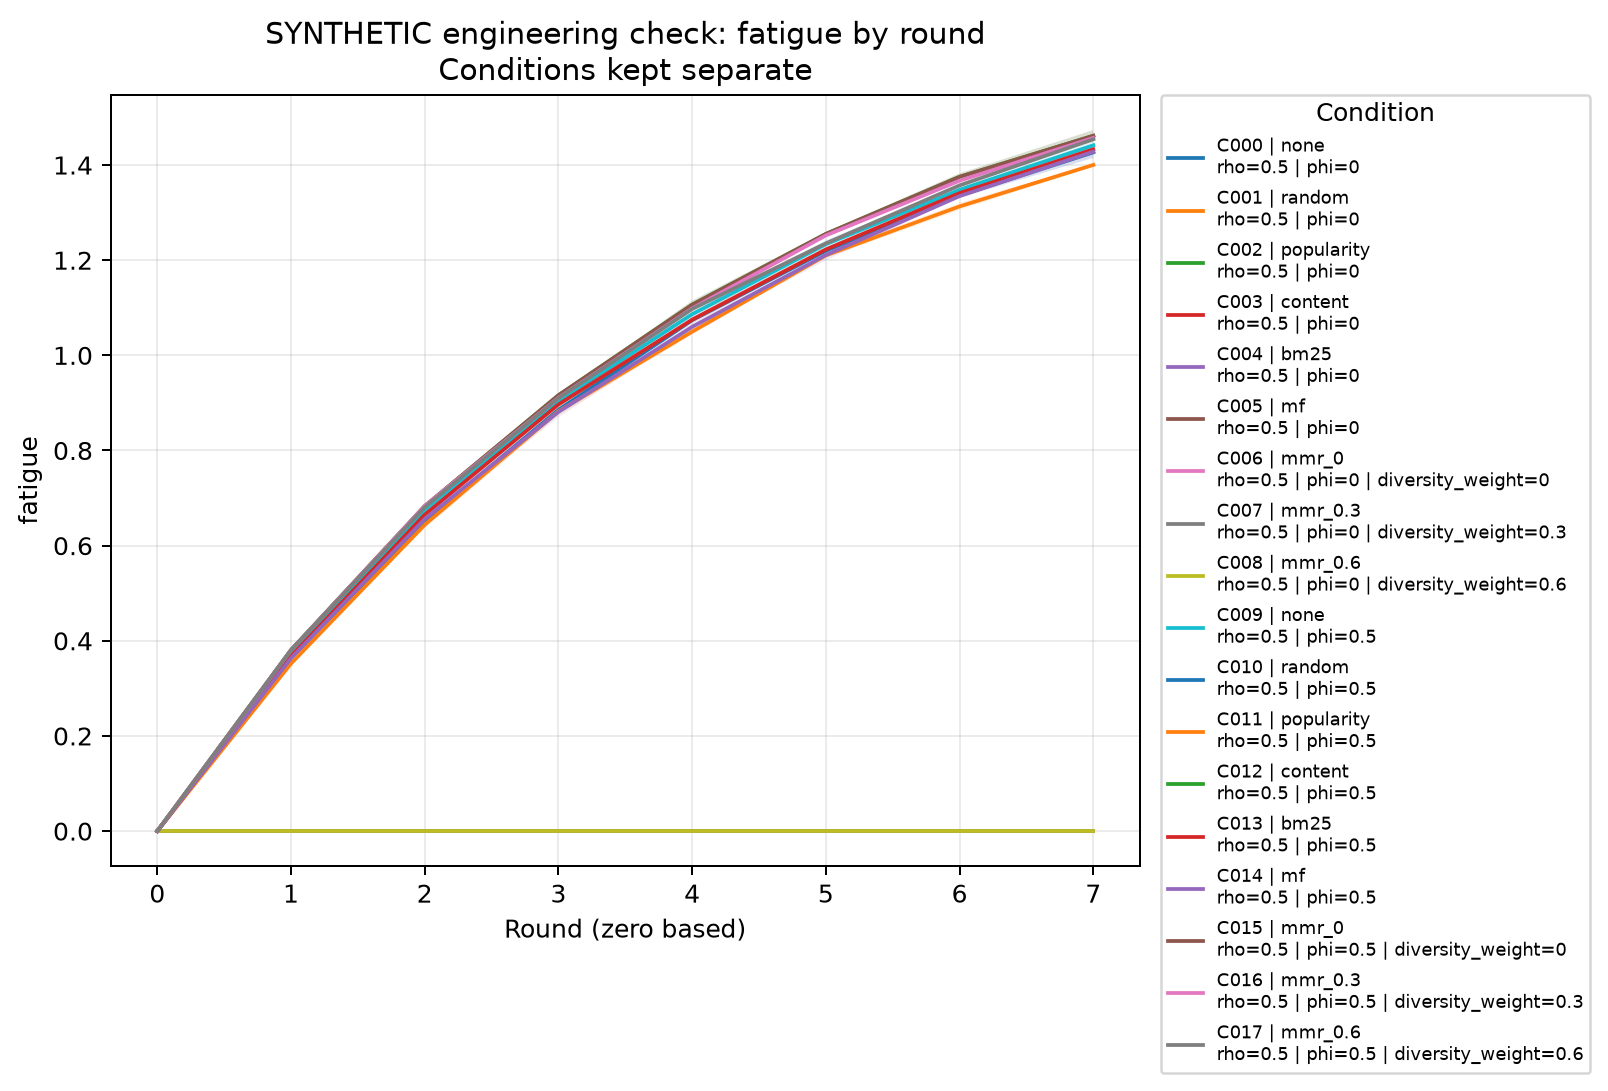 SYNTHETIC engineering check: fatigue by round
Conditions kept separate
fatigue
1.4
1.2
1.0
0.8
0.6
0.4
0.2
0.0
0 1 2 3 4 5 6 7
Round (zero based)
Condition
C000 | none
rho=0.5 | phi=0
C001 | random
rho=0.5 | phi=0
C002 | popularity
rho=0.5 | phi=0
C003 | content
rho=0.5 | phi=0
C004 | bm25
rho=0.5 | phi=0
C005 | mf
rho=0.5 | phi=0
C006 | mmr_0
rho=0.5 | phi=0 | diversity_weight=0
C007 | mmr_0.3
rho=0.5 | phi=0 | diversity_weight=0.3
C008 | mmr_0.6
rho=0.5 | phi=0 | diversity_weight=0.6
C009 | none
rho=0.5 | phi=0.5
C010 | random
rho=0.5 | phi=0.5
C011 | popularity
rho=0.5 | phi=0.5
C012 | content
rho=0.5 | phi=0.5
C013 | bm25
rho=0.5 | phi=0.5
C014 | mf
rho=0.5 | phi=0.5
C015 | mmr_0
rho=0.5 | phi=0.5 | diversity_weight=0
C016 | mmr_0.3
rho=0.5 | phi=0.5 | diversity_weight=0.3
C017 | mmr_0.6
rho=0.5 | phi=0.5 | diversity_weight=0.6